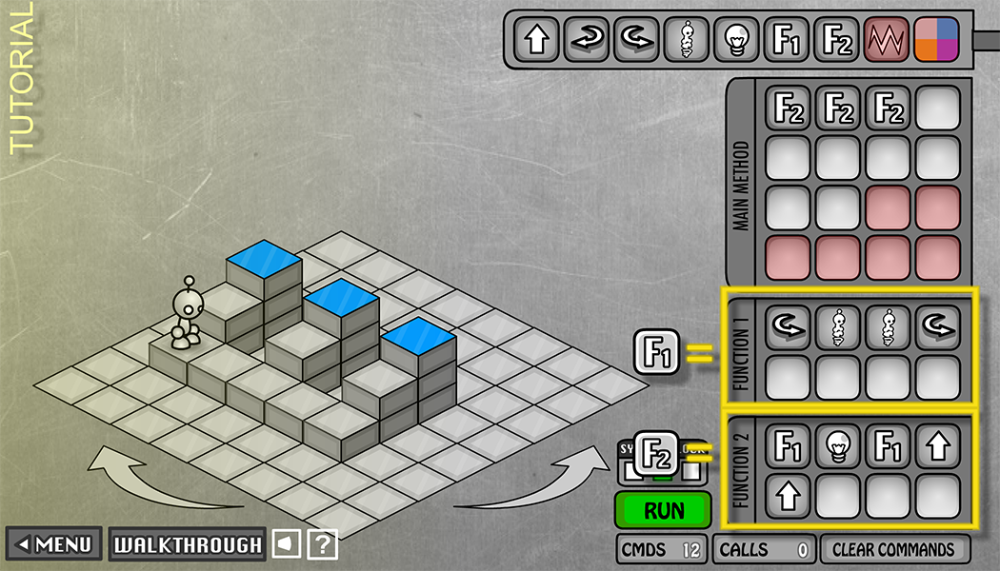 TUTORIAL
F1 F2
MAIN METHOD
F2 F2 F2
F1 =
FUNCTION 1
F2 =
FUNCTION 2
F1 F1
RUN
CMDS 12
CALLS 0
CLEAR COMMANDS
MENU
WALKTHROUGH
?